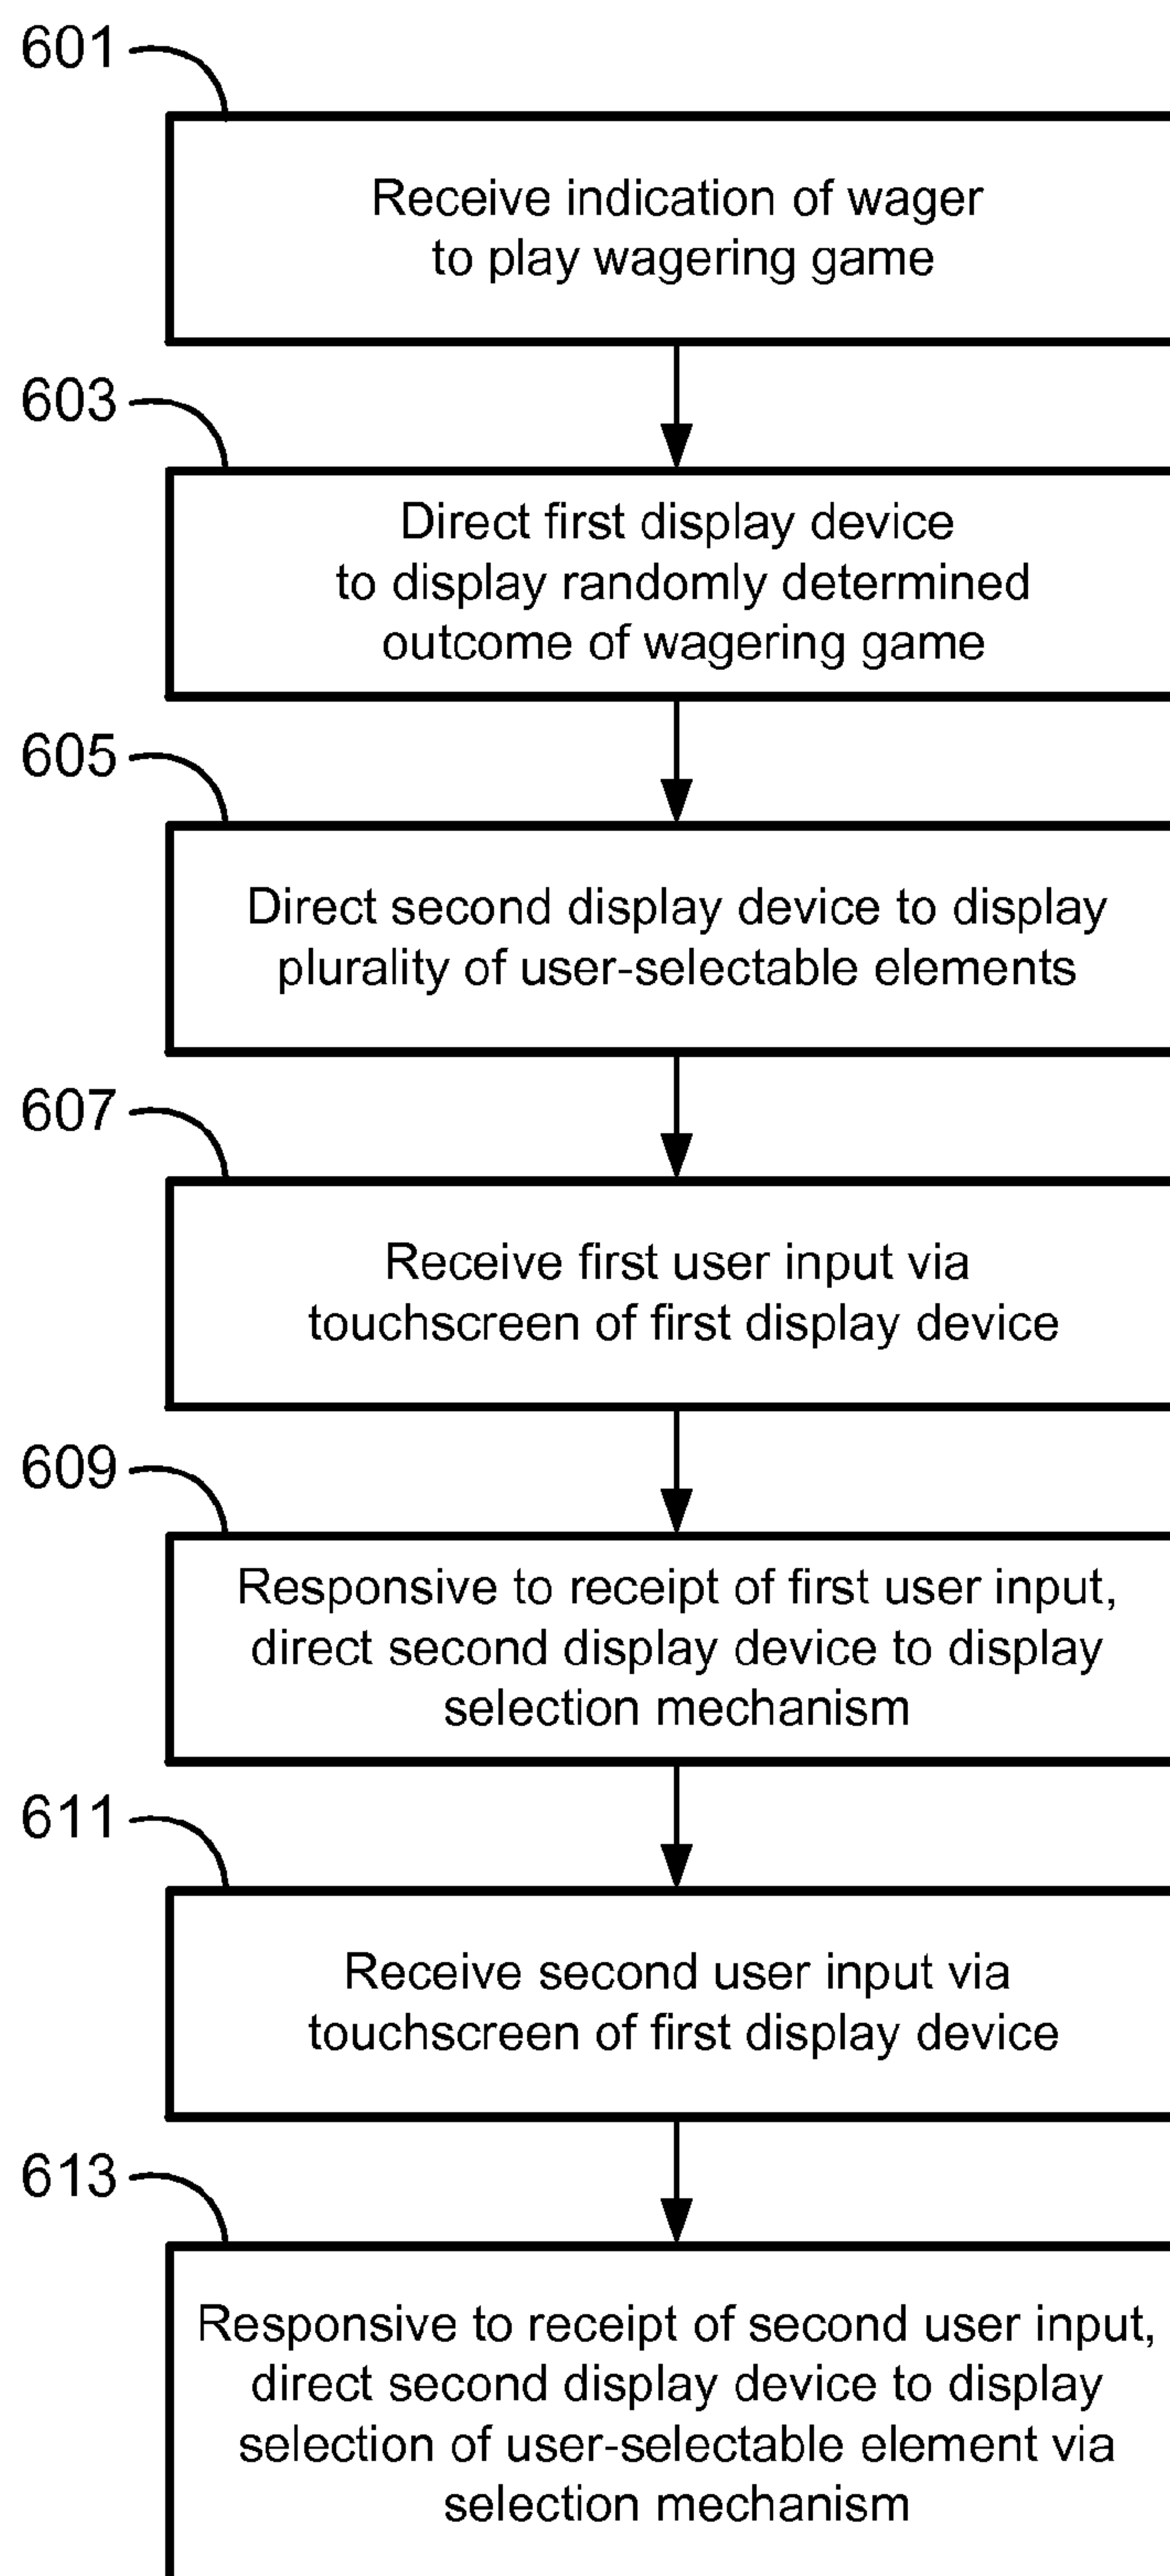 601
Receive indication of wager
to play wagering game
603
Direct first display device
to display randomly determined
outcome of wagering game
605
Direct second display device to display
plurality of user-selectable elements
607
Receive first user input via
touchscreen of first display device
609
Responsive to receipt of first user input,
direct second display device to display
selection mechanism
611
Receive second user input via
touchscreen of first display device
613
Responsive to receipt of second user input,
direct second display device to display
selection of user-selectable element via
selection mechanism